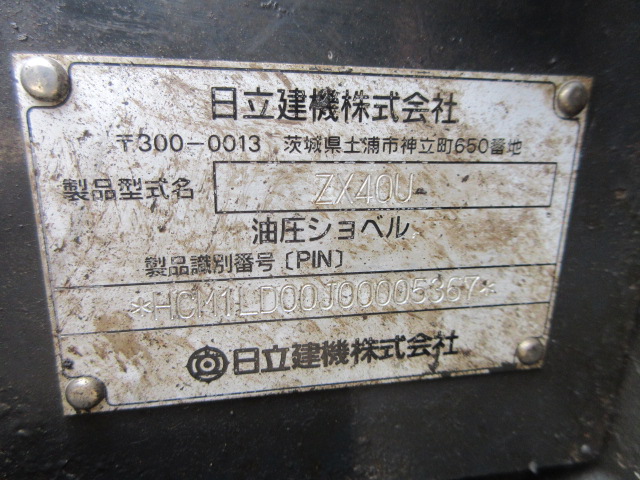 日立建機株式会社
〒300-0013 茨城県土浦市神立町650番地
製品型式名 ZX40U
油圧ショベル
製品識別番号〔PIN〕
*HCM1LD00J00005367*
日立建機株式会社